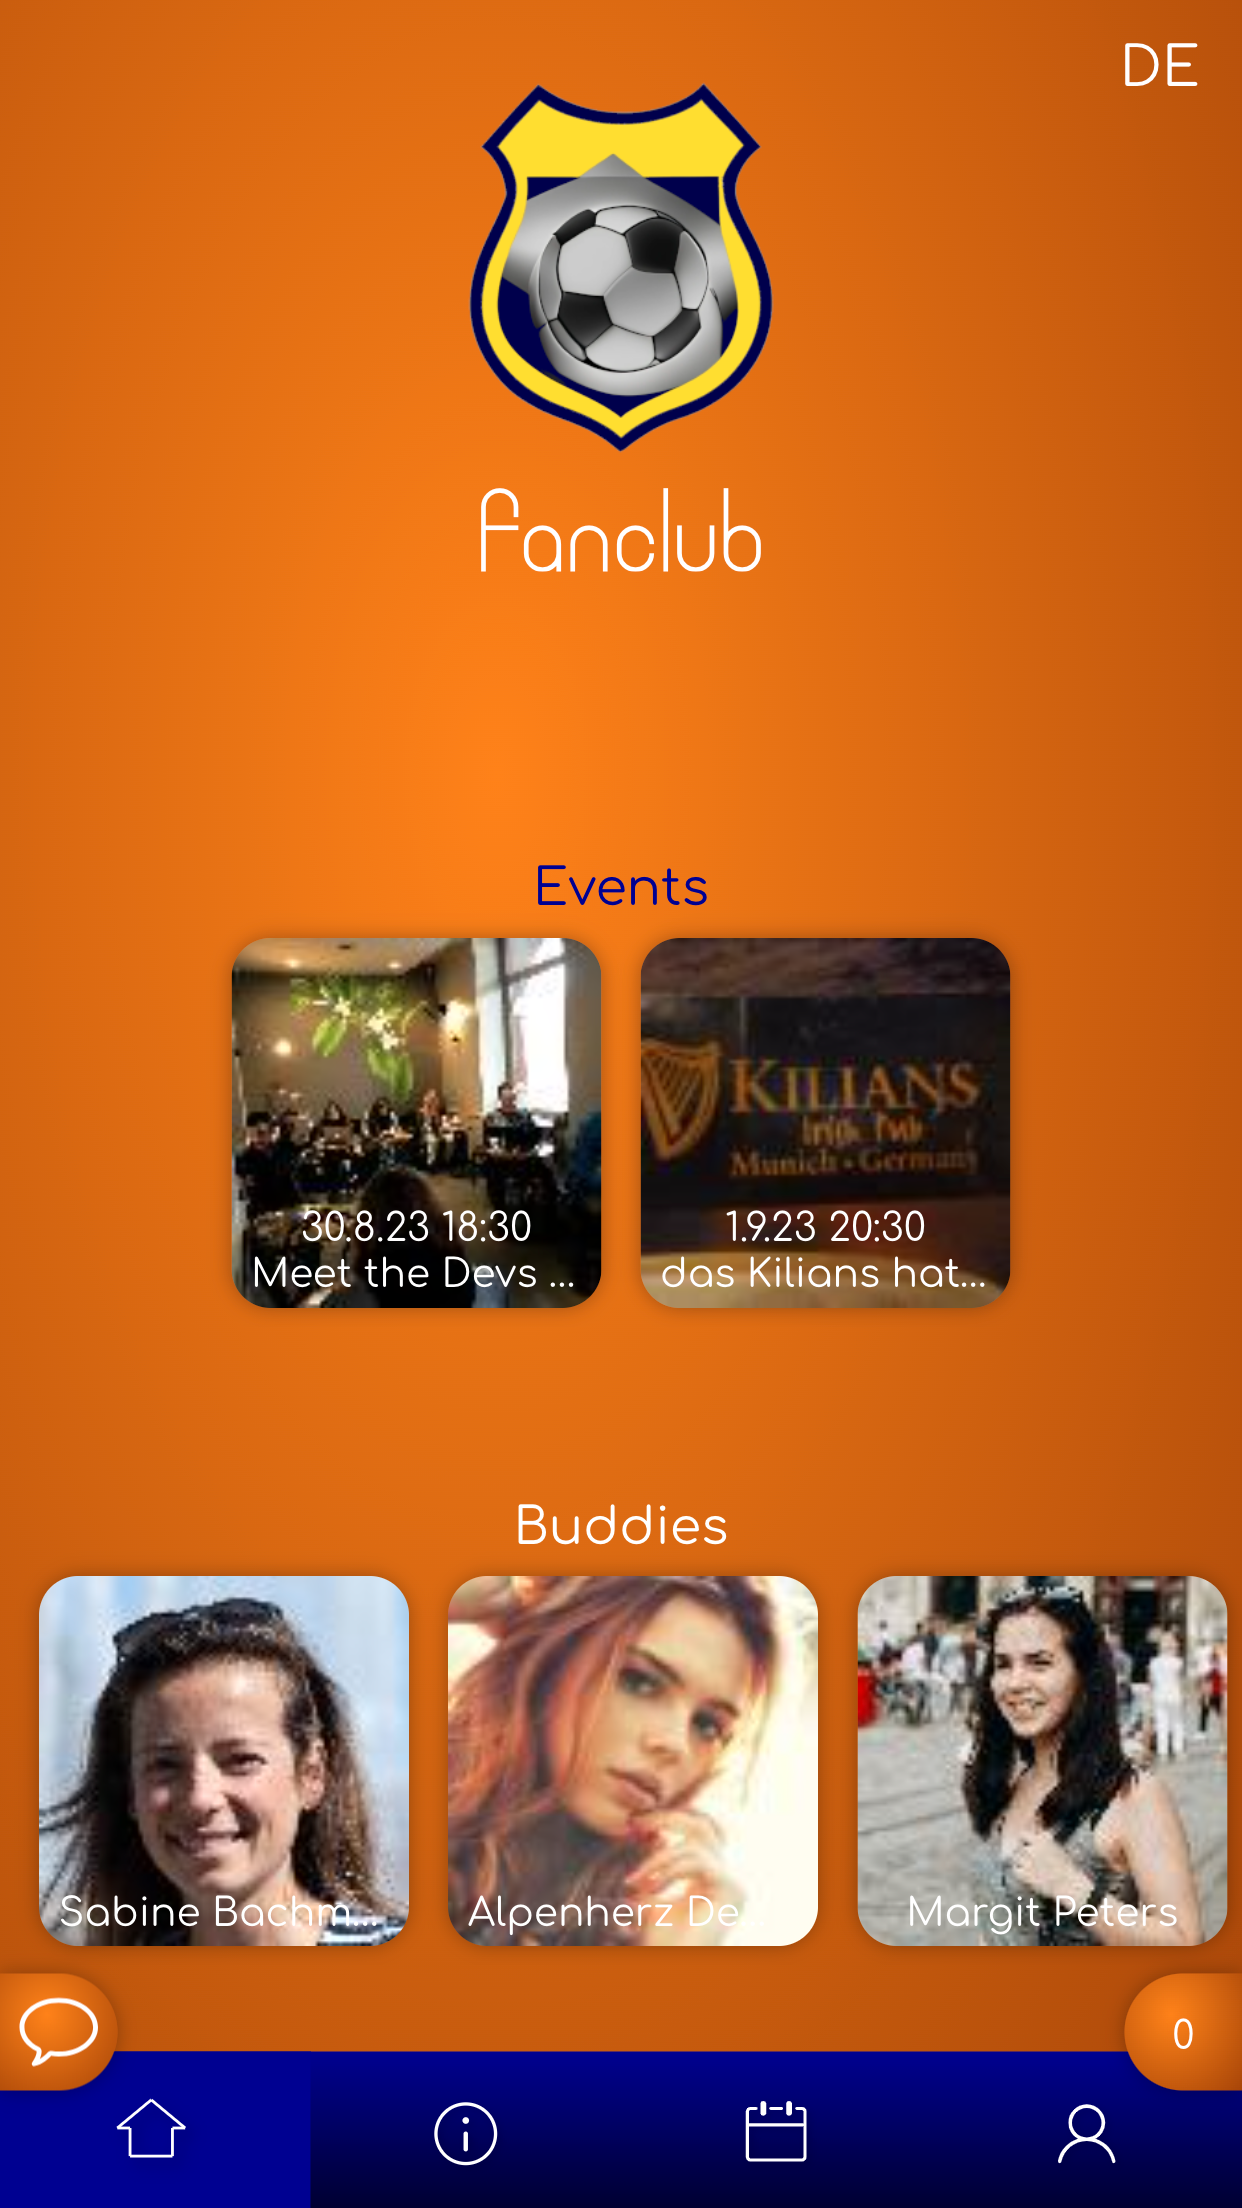 DE
fanclub
Events
KILIANS
Irish Pub
Munich • Germany
30.8.23 18:30
Meet the Devs ...
1.9.23 20:30
das Kilians hat...
Buddies
Sabine Bachm...
Alpenherz De...
Margit Peters
0